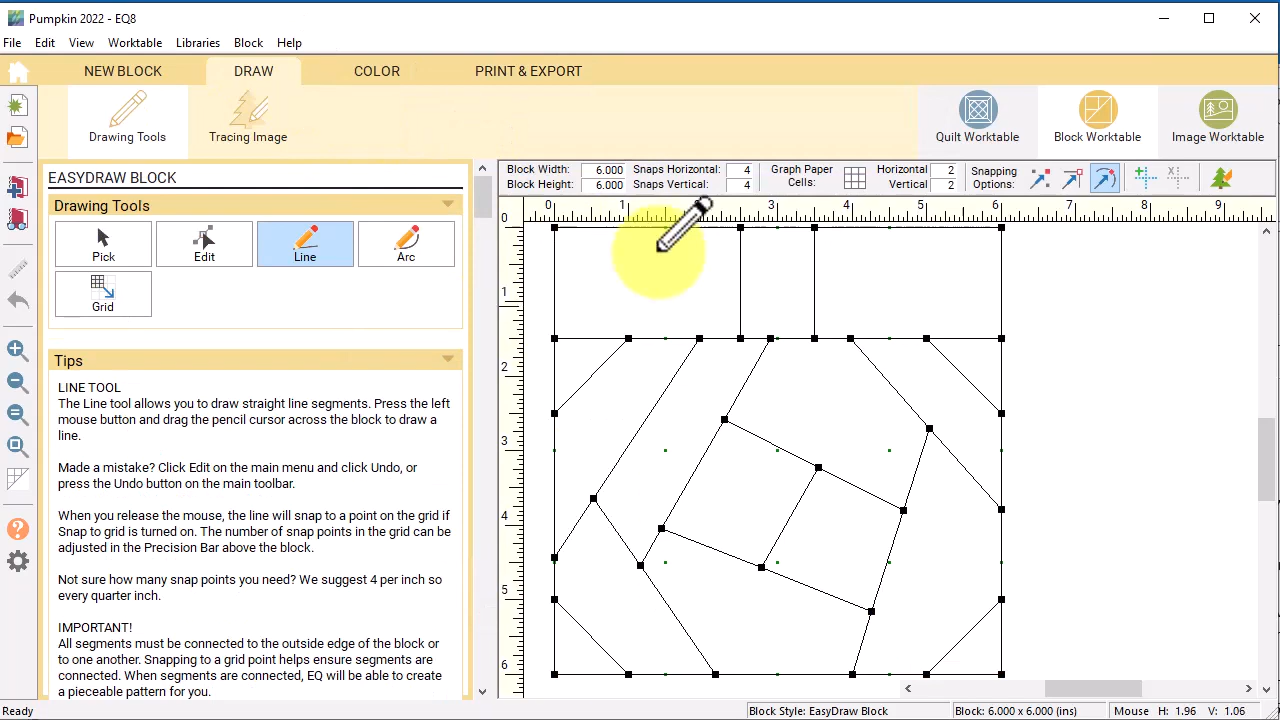 Pumpkin 2022 - EQ8
File Edit View Worktable Libraries Block Help
NEW BLOCK DRAW COLOR PRINT & EXPORT
Drawing Tools Tracing Image Quilt Worktable Block Worktable Image Worktable
EASYDRAW BLOCK
Drawing Tools
Pick Edit Line Arc
Grid
Tips
LINE TOOL
The Line tool allows you to draw straight line segments. Press the left
mouse button and drag the pencil cursor across the block to draw a
line.
Made a mistake? Click Edit on the main menu and click Undo, or
press the Undo button on the main toolbar.
When you release the mouse, the line will snap to a point on the grid if
Snap to grid is turned on. The number of snap points in the grid can be
adjusted in the Precision Bar above the block.
Not sure how many snap points you need? We suggest 4 per inch so
every quarter inch.
IMPORTANT!
All segments must be connected to the outside edge of the block or
to one another. Snapping to a grid point helps ensure segments are
connected. When segments are connected, EQ will be able to create
a pieceable pattern for you.
Block Width: 6.000 Snaps Horizontal: 4 Graph Paper Horizontal 2 Snapping
Block Height: 6.000 Snaps Vertical: 4 Cells: Vertical 2 Options:
0 1 3 4 5 6 7 8 9
0
1
2
3
4
5
6
Ready Block Style: EasyDraw Block Block: 6.000 x 6.000 (ins) Mouse H: 1.96 V: 1.06